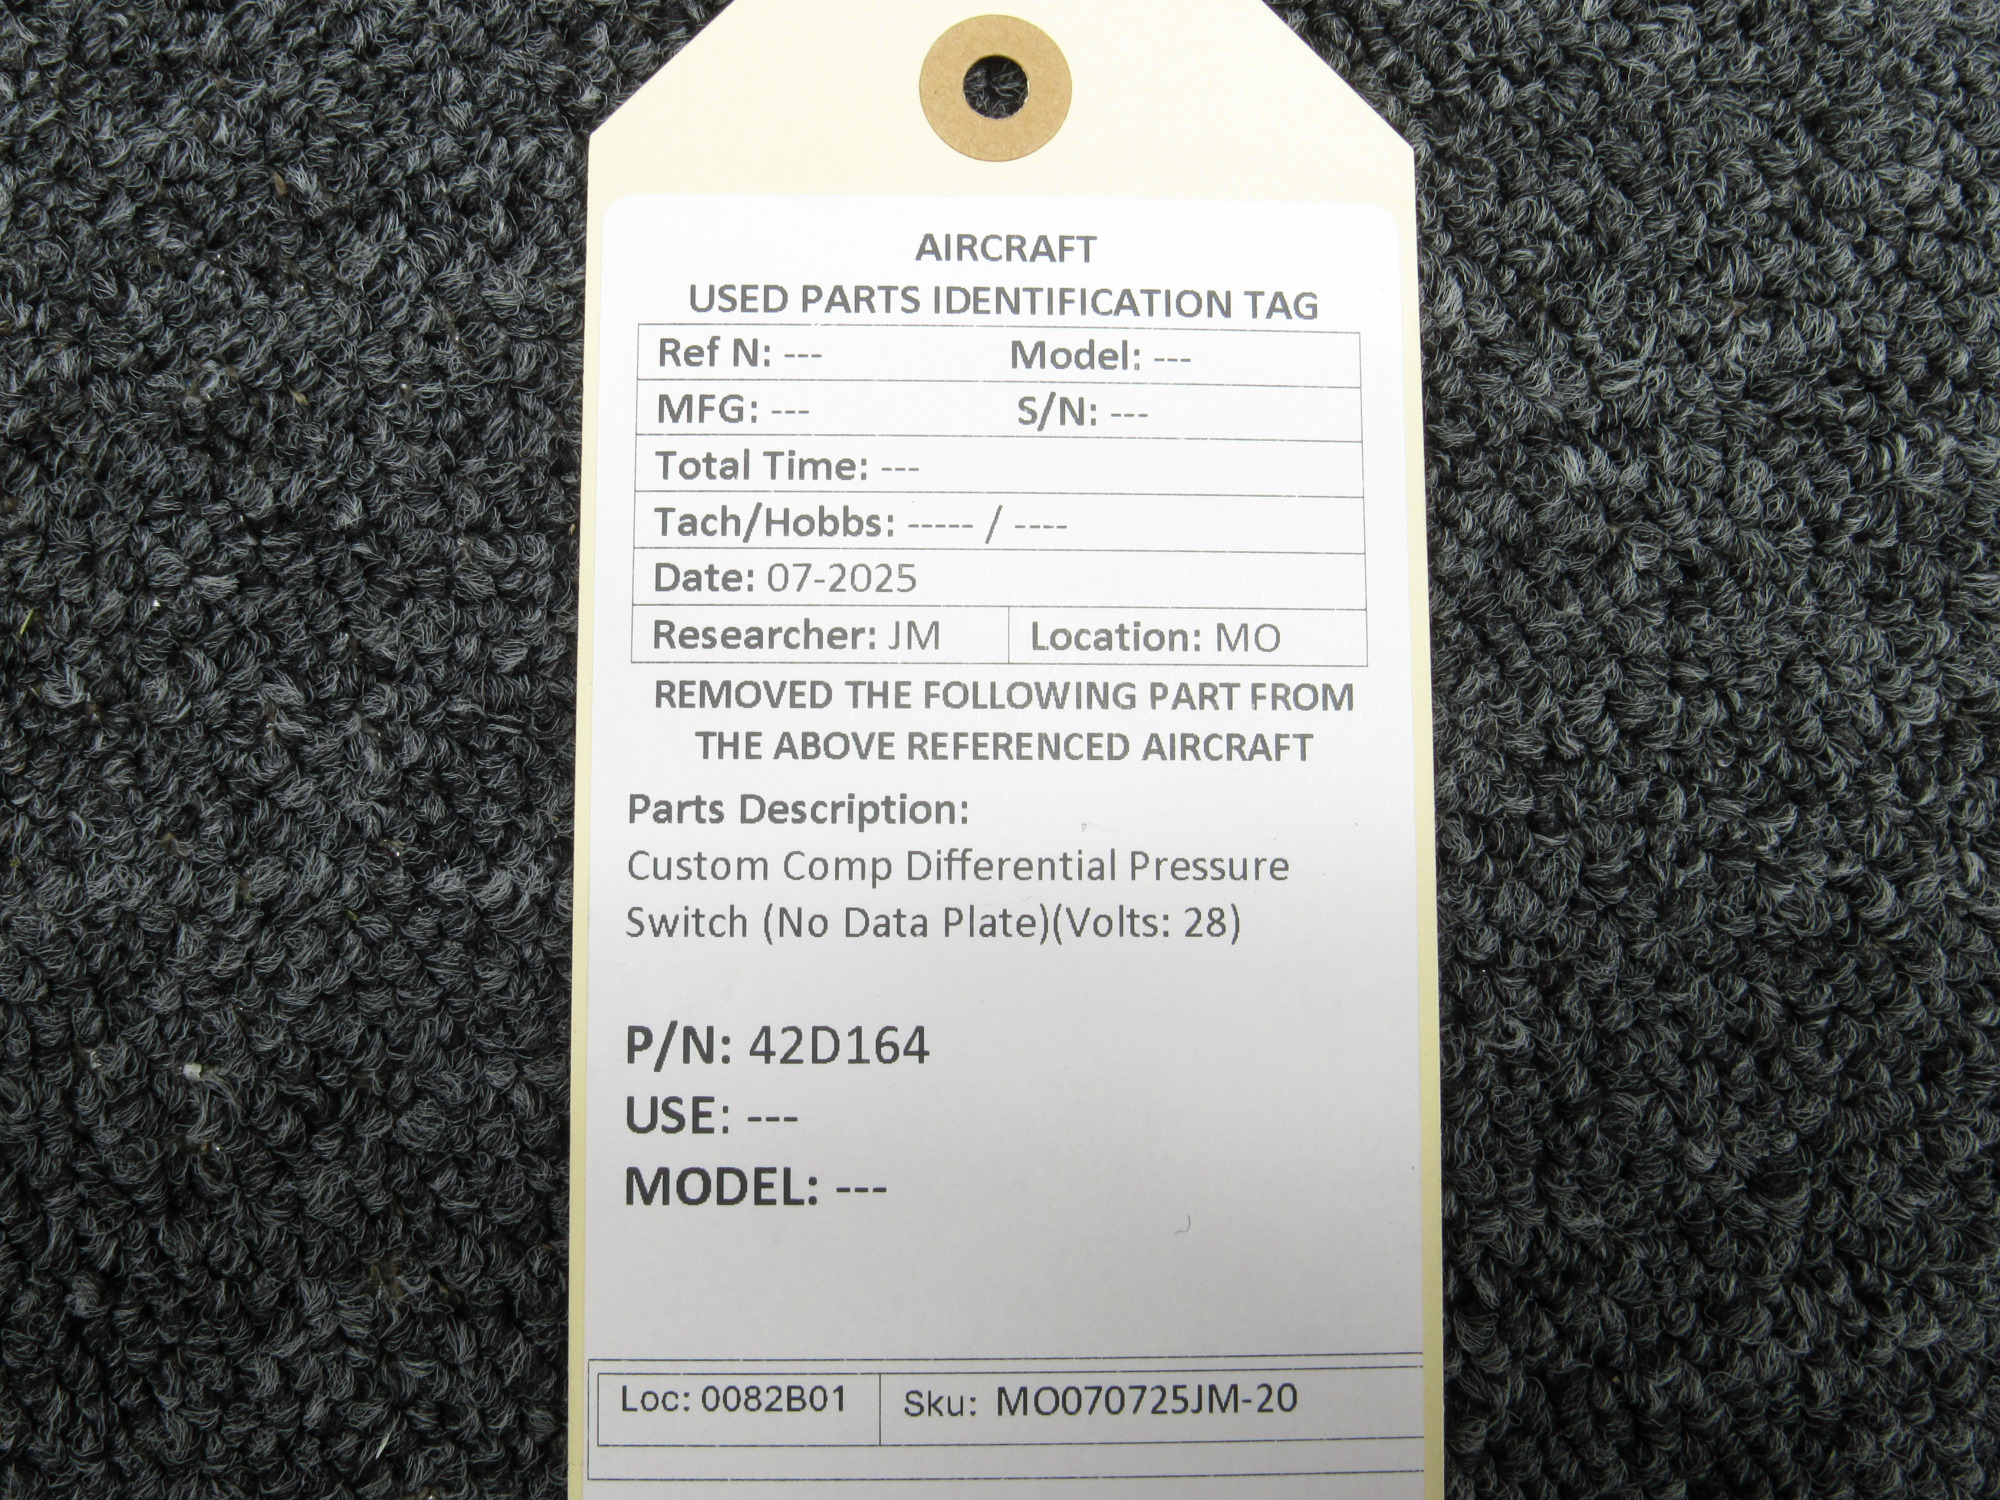 AIRCRAFT
USED PARTS IDENTIFICATION TAG
Ref N: --- Model: ---
MFG: --- S/N: ---
Total Time: ---
Tach/Hobbs: ----- / ----
Date: 07-2025
Researcher: JM Location: MO
REMOVED THE FOLLOWING PART FROM
THE ABOVE REFERENCED AIRCRAFT
Parts Description:
Custom Comp Differential Pressure
Switch (No Data Plate)(Volts: 28)
P/N: 42D164
USE: ---
MODEL: ---
Loc: 0082B01 Sku: MO070725JM-20